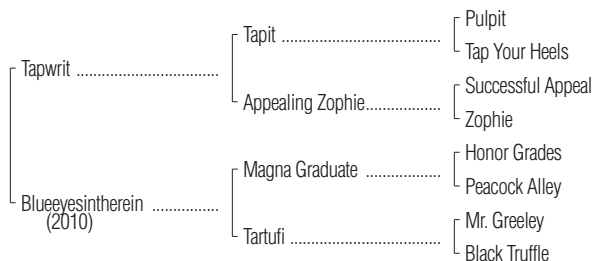 Pulpit
Tapit ........................................
Tap Your Heels
Tapwrit ...................................
Successful Appeal
Appealing Zophie...................
Zophie
Honor Grades
Magna Graduate ...................
Peacock Alley
Blueeyesintherein ................
(2010)
Mr. Greeley
Tartufi ......................................
Black Truffle